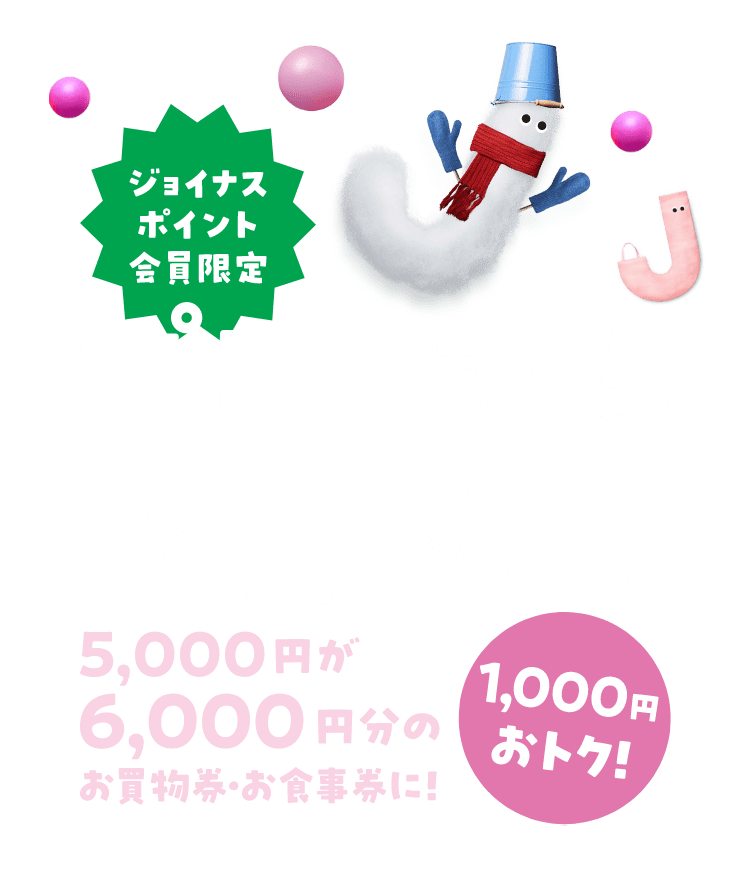 ジョイナス
ポイント
会員限定
5,000円が
6,000円分の
お買物券・お食事券に!
1,000円
おトク!